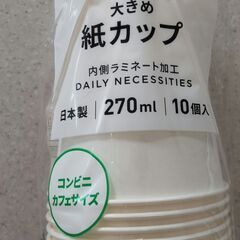 大きめ
紙カップ
内側ラミネート加工
DAILY NECESSITIES
日本製 270ml 10個入
コンビニ
カフェサイズ